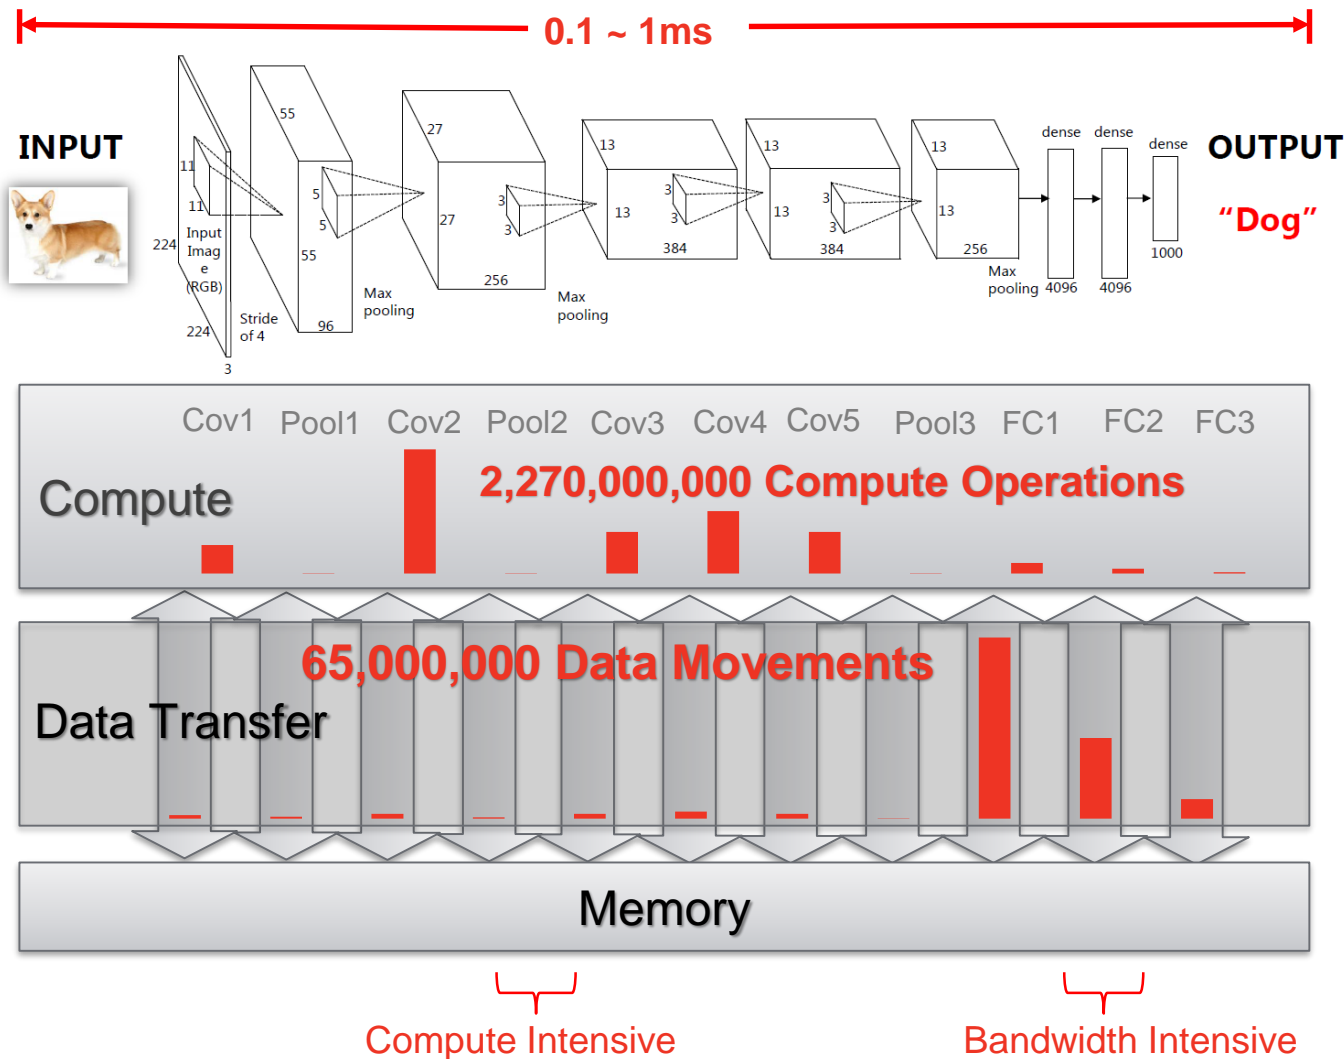 0.1 ~ 1ms
INPUT
11
11
224
Input
Imag
e
(RGB)
224
3
Stride
of 4
55
5
5
55
96
Max
pooling
27
3
3
27
256
Max
pooling
13
3
3
13
384
13
3
3
13
384
13
13
256
Max
pooling
dense
4096
dense
4096
dense
1000
OUTPUT
“Dog”
Cov1 Pool1 Cov2 Pool2 Cov3 Cov4 Cov5 Pool3 FC1 FC2 FC3
2,270,000,000 Compute Operations
Compute
65,000,000 Data Movements
Data Transfer
Memory
Compute Intensive
Bandwidth Intensive